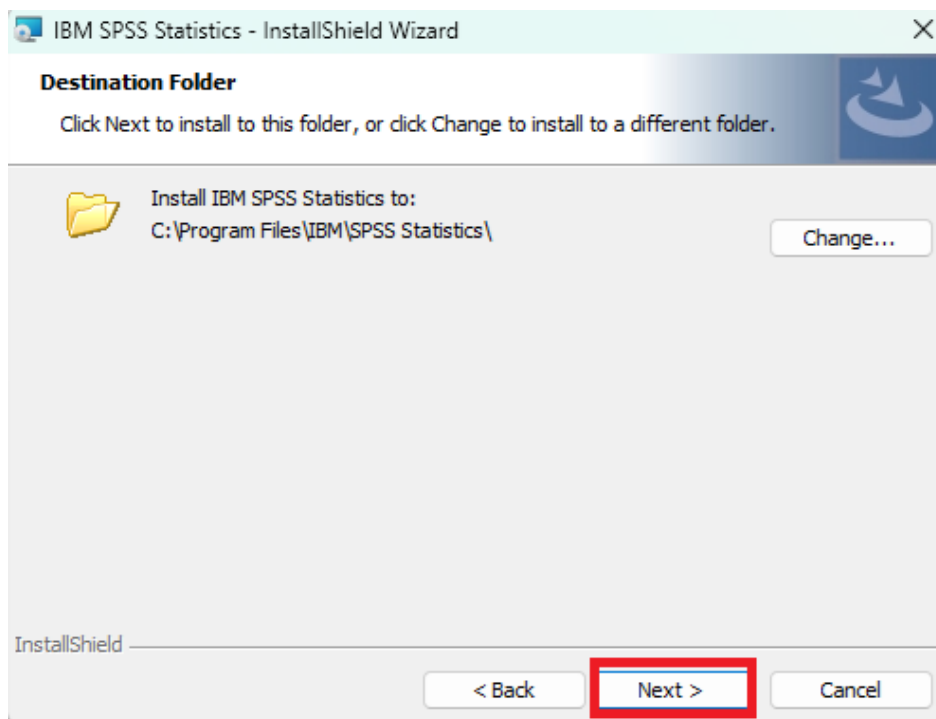 IBM SPSS Statistics - InstallShield Wizard
Destination Folder
Click Next to install to this folder, or click Change to install to a different folder.
Install IBM SPSS Statistics to:
C:\Program Files\IBM\SPSS Statistics\
Change...
InstallShield
< Back
Next >
Cancel